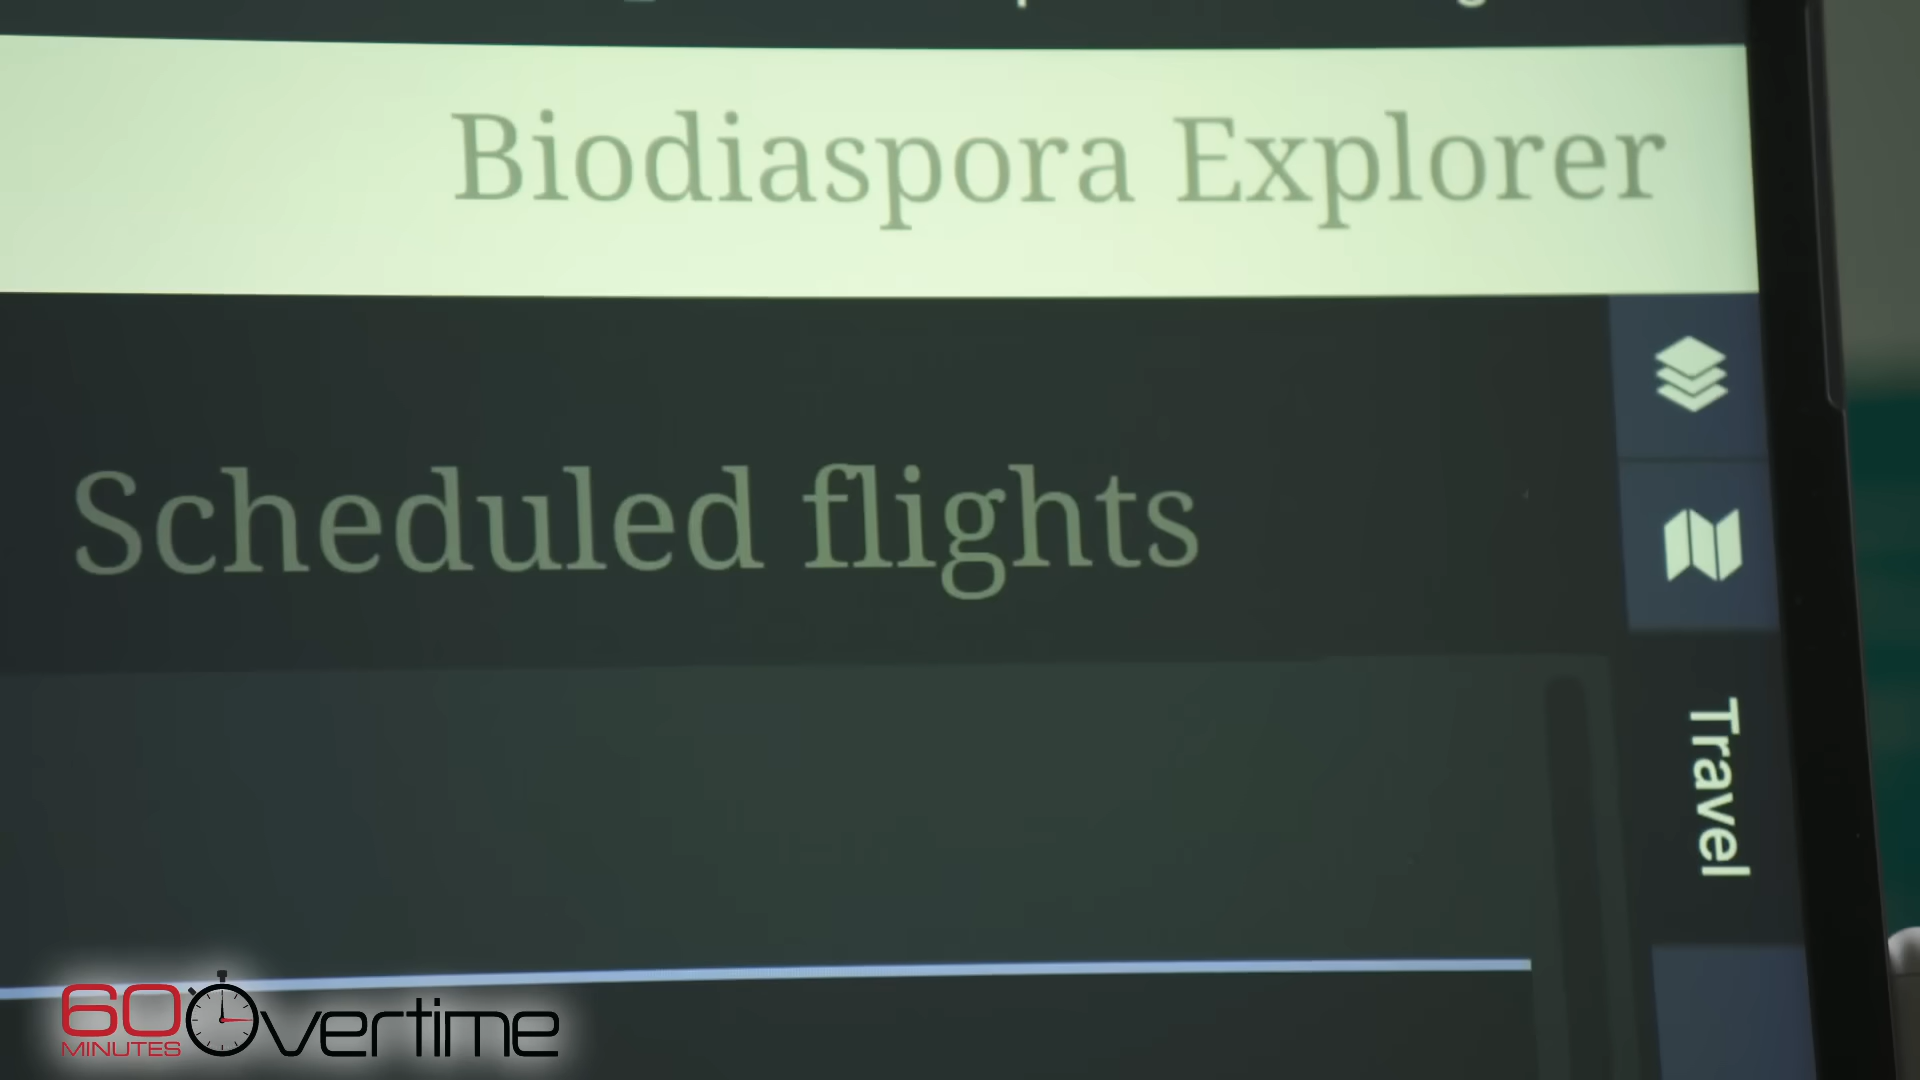 Biodiaspora Explorer
Scheduled flights
Travel
60 Overtime
MINUTES